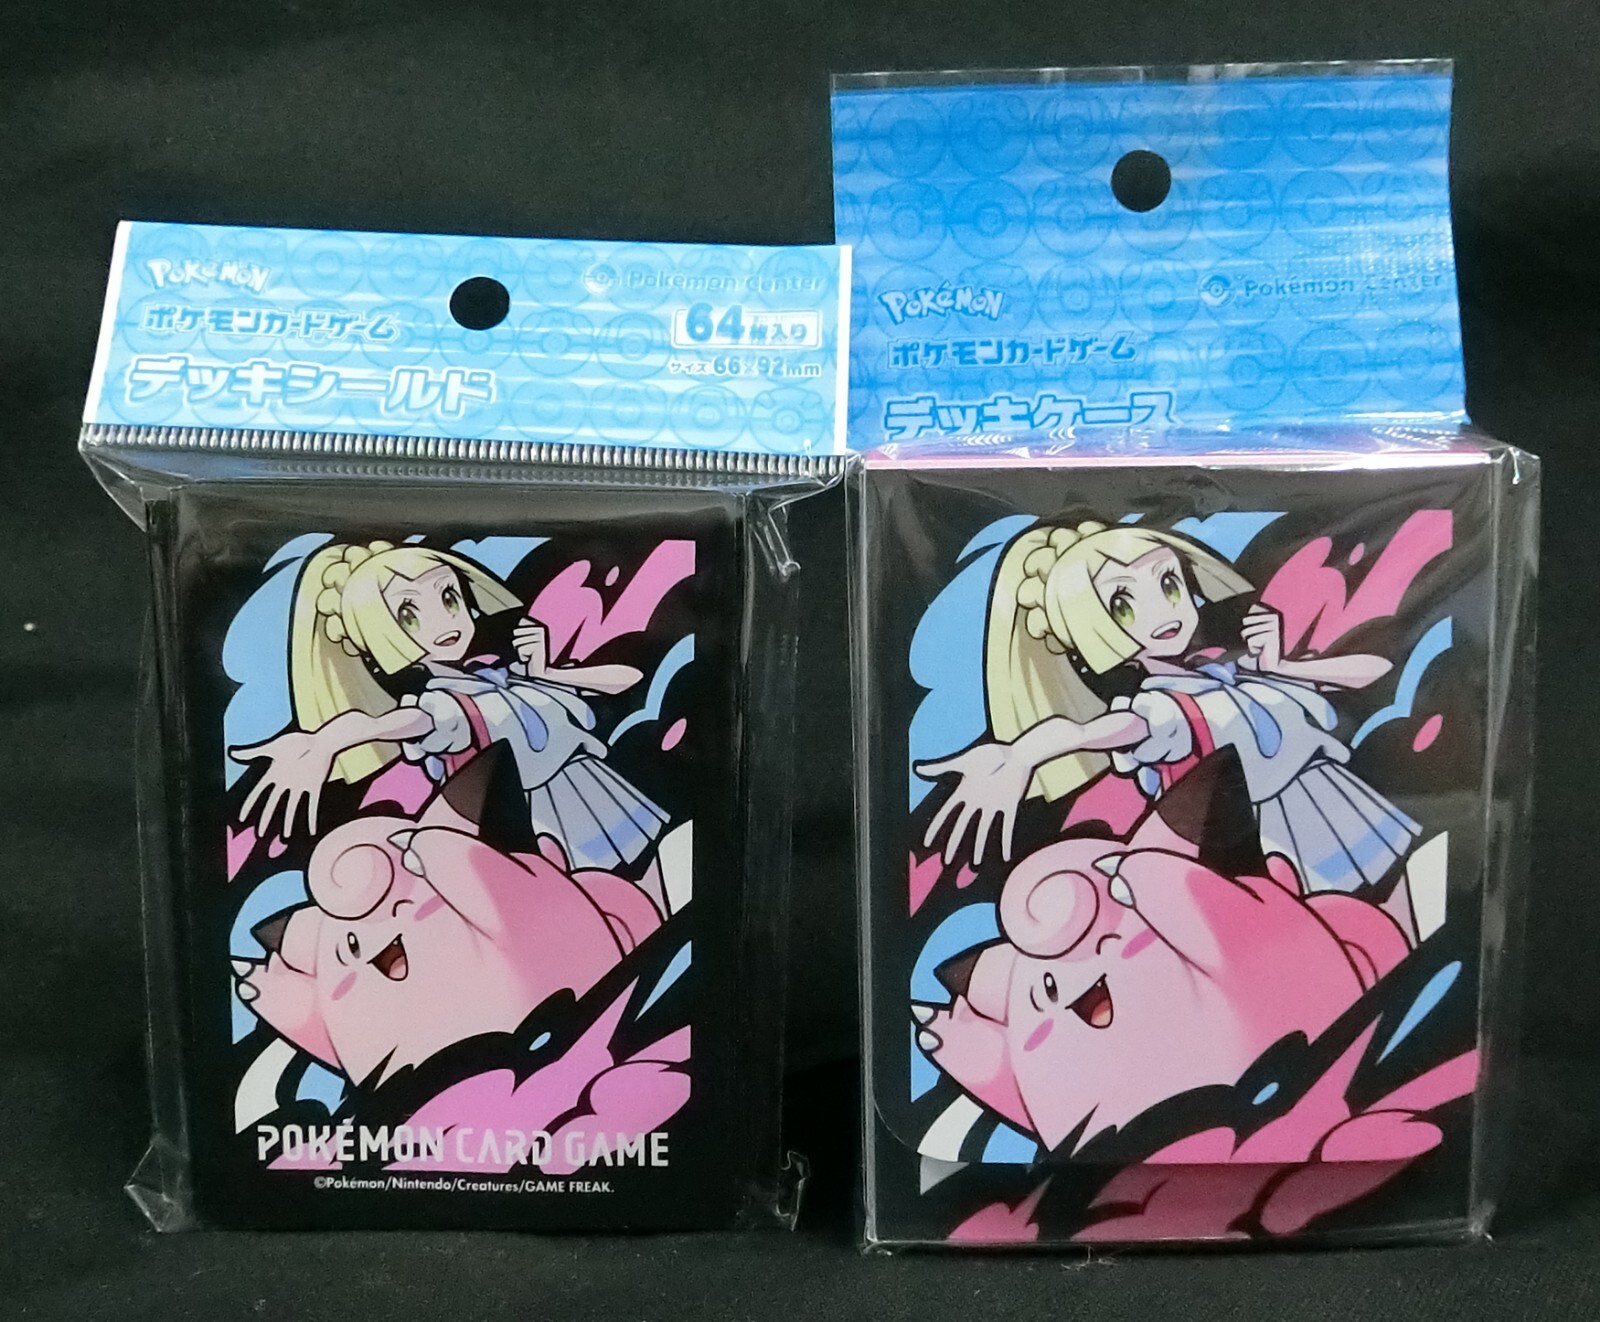 POKÉMON
Pokémon Center
ポケモンカードゲーム
64枚入り
デッキシールド
サイズ 66×92mm
POKÉMON CARD GAME
©Pokémon/Nintendo/Creatures/GAME FREAK.
POKÉMON
Pokémon Center
ポケモンカードゲーム
デッキケース